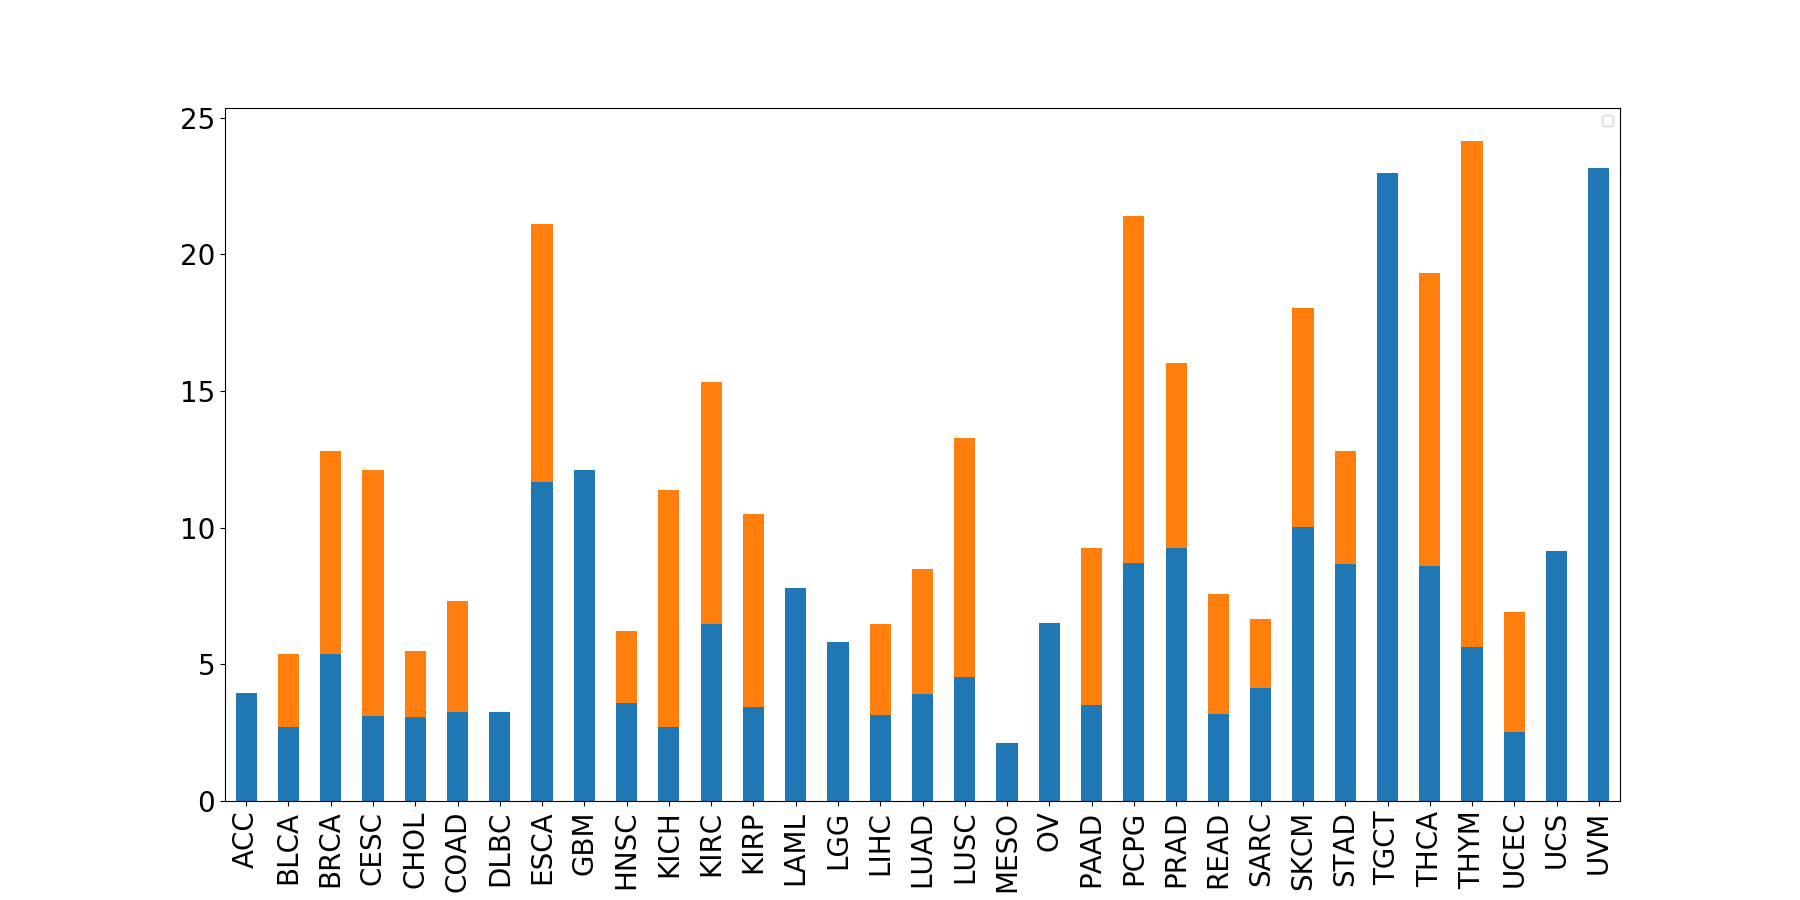 25
20
15
10
5
0
ACC
BLCA
BRCA
CESC
CHOL
COAD
DLBC
ESCA
GBM
HNSC
KICH
KIRC
KIRP
LAML
LGG
LIHC
LUAD
LUSC
MESO
OV
PAAD
PCPG
PRAD
READ
SARC
SKCM
STAD
TGCT
THCA
THYM
UCEC
UCS
UVM